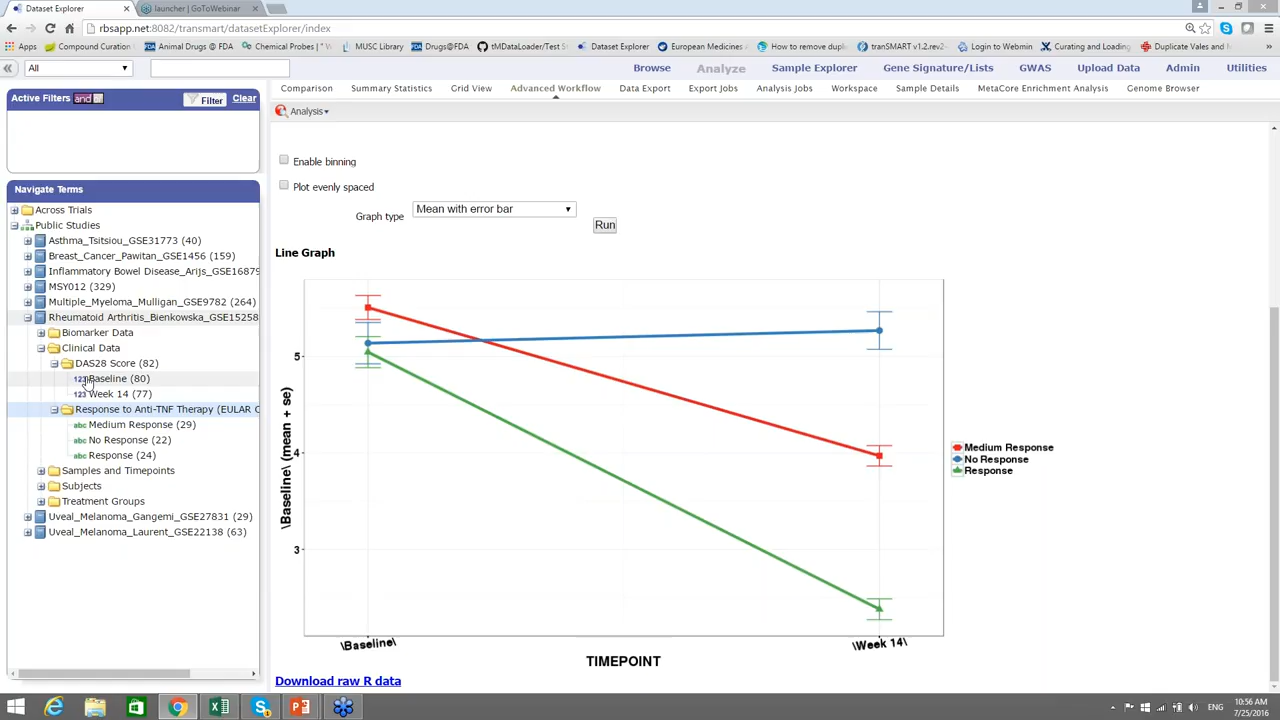 Dataset Explorer
launcher | GoToWebinar
rbsapp.net:8082/transmart/datasetExplorer/index
Apps
Compound Curation
Animal Drugs @ FDA
Chemical Probes | "
MUSC Library
Drugs@FDA
tMDataLoader/Test S
Dataset Explorer
European Medicines
How to remove duple
tranSMART v1.2.rev2-
Login to Webmin
Curating and Loading
Duplicate Vales and M
All
Browse
Analyze
Sample Explorer
Gene Signature/Lists
GWAS
Upload Data
Admin
Utilities
Active Filters and
Filter
Clear
Comparison
Summary Statistics
Grid View
Advanced Workflow
Data Export
Export Jobs
Analysis Jobs
Workspace
Sample Details
MetaCore Enrichment Analysis
Genome Browser
Analysis
Enable binning
Plot evenly spaced
Graph type
Mean with error bar
Run
Navigate Terms
Across Trials
Public Studies
Asthma_Tsitsiou_GSE31773 (40)
Breast_Cancer_Pawitan_GSE1456 (159)
Inflammatory Bowel Disease_Arijs_GSE16879
MSY012 (329)
Multiple_Myeloma_Mulligan_GSE9782 (264)
Rheumatoid Arthritis_Bienkowska_GSE15258
Biomarker Data
Clinical Data
DAS28 Score (82)
123 Baseline (80)
123 Week 14 (77)
Response to Anti-TNF Therapy (EULAR C
abc Medium Response (29)
abc No Response (22)
abc Response (24)
Samples and Timepoints
Subjects
Treatment Groups
Uveal_Melanoma_Gangemi_GSE27831 (29)
Uveal_Melanoma_Laurent_GSE22138 (63)
Line Graph
\Baseline\ (mean + se)
5
4
3
\Baseline\
\Week 14\
TIMEPOINT
Medium Response
No Response
Response
Download raw R data
ENG
10:56 AM
7/25/2016